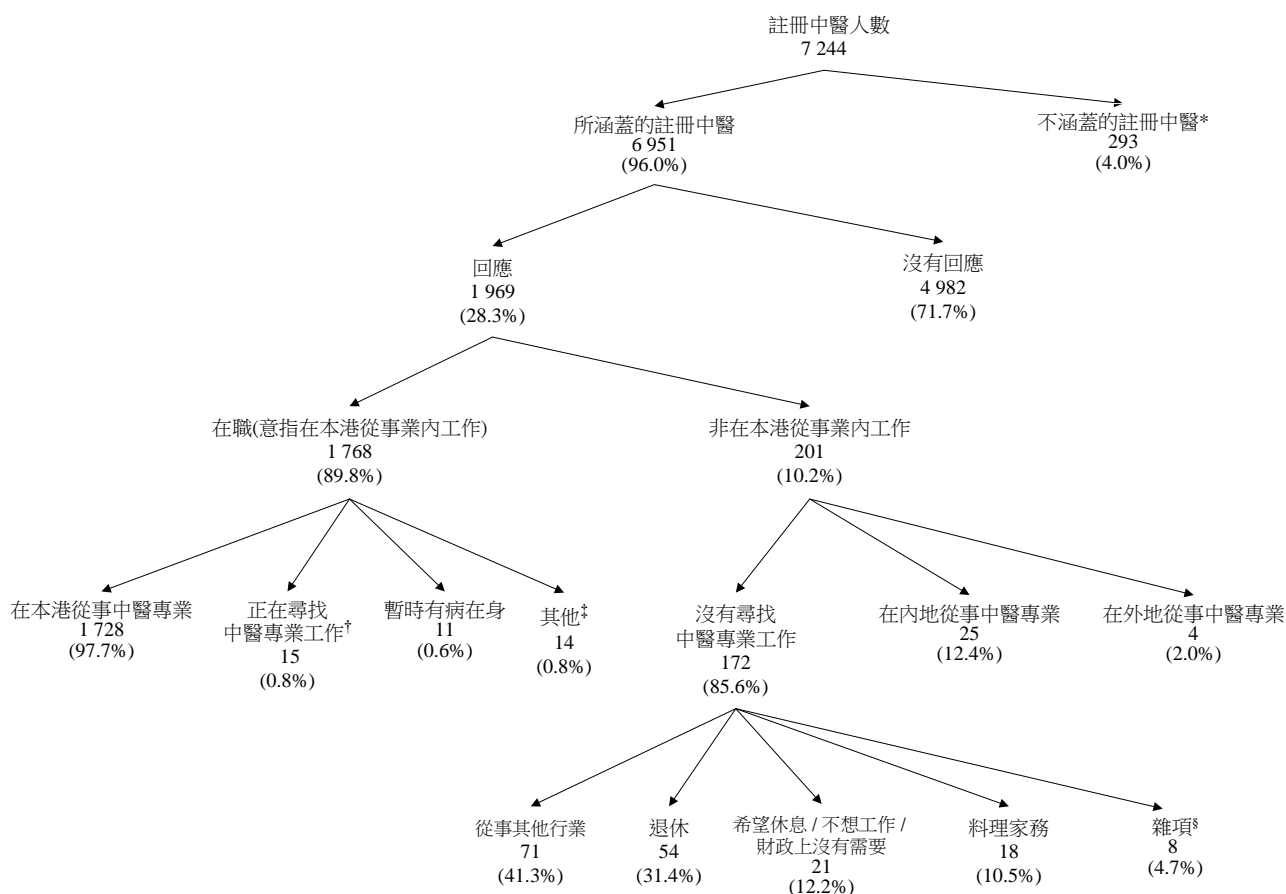 註冊中醫人數
7 244
所涵蓋的註冊中醫
6 951
(96.0%)
不涵蓋的註冊中醫*
293
(4.0%)
回應
1 969
(28.3%)
沒有回應
4 982
(71.7%)
在職(意指在本港從事業內工作)
1 768
(89.8%)
非在本港從事業內工作
201
(10.2%)
在本港從事中醫專業
1 728
(97.7%)
正在尋找
中醫專業工作†
15
(0.8%)
暫時有病在身
11
(0.6%)
其他‡
14
(0.8%)
沒有尋找
中醫專業工作
172
(85.6%)
在內地從事中醫專業
25
(12.4%)
在外地從事中醫專業
4
(2.0%)
從事其他行業
71
(41.3%)
退休
54
(31.4%)
希望休息 / 不想工作 /
財政上沒有需要
21
(12.2%)
料理家務
18
(10.5%)
雜項§
8
(4.7%)